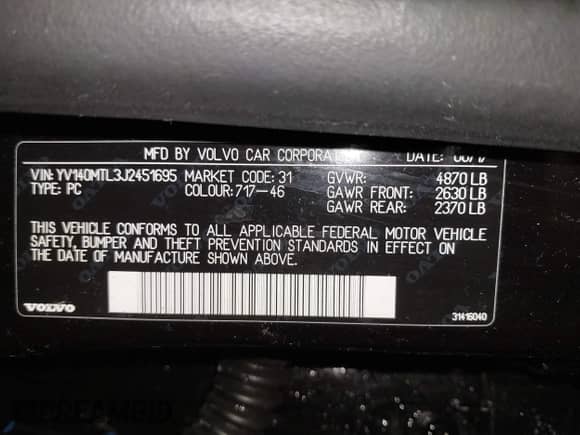 MFD BY VOLVO CAR CORPORATION DATE:
VIN: YV140MTL3J2451695 MARKET CODE: 31 GVWR: 4870 LB
TYPE: PC COLOUR: 717-46 GAWR FRONT: 2630 LB
GAWR REAR: 2370 LB
THIS VEHICLE CONFORMS TO ALL APPLICABLE FEDERAL MOTOR VEHICLE
SAFETY, BUMPER AND THEFT PREVENTION STANDARDS IN EFFECT ON
THE DATE OF MANUFACTURE SHOWN ABOVE.
VOLVO
31416040